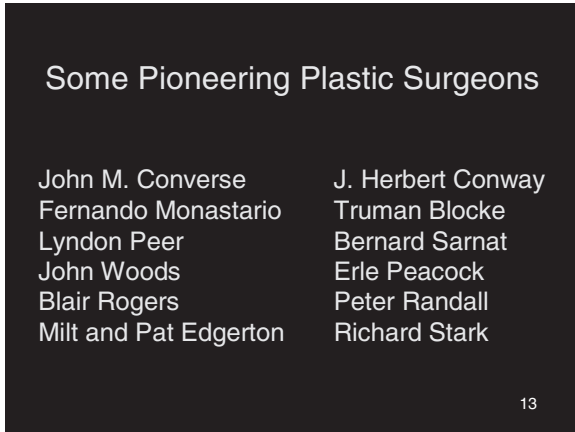 Some Pioneering Plastic Surgeons
John M. Converse
Fernando Monastario
Lyndon Peer
John Woods
Blair Rogers
Milt and Pat Edgerton
J. Herbert Conway
Truman Blocke
Bernard Sarnat
Erle Peacock
Peter Randall
Richard Stark
13